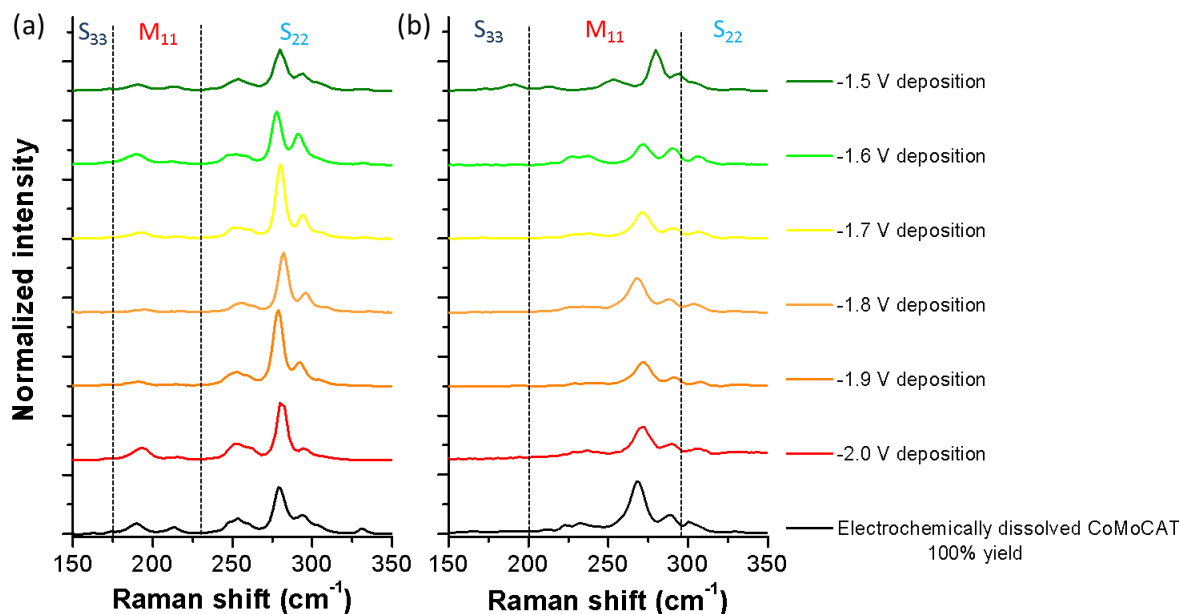 (a)
S33
M11
S22
(b)
S33
M11
S22
Normalized intensity
-1.5 V deposition
-1.6 V deposition
-1.7 V deposition
-1.8 V deposition
-1.9 V deposition
-2.0 V deposition
Electrochemically dissolved CoMoCAT
100% yield
150 200 250 300 350
150 200 250 300 350
Raman shift (cm-1)
Raman shift (cm-1)